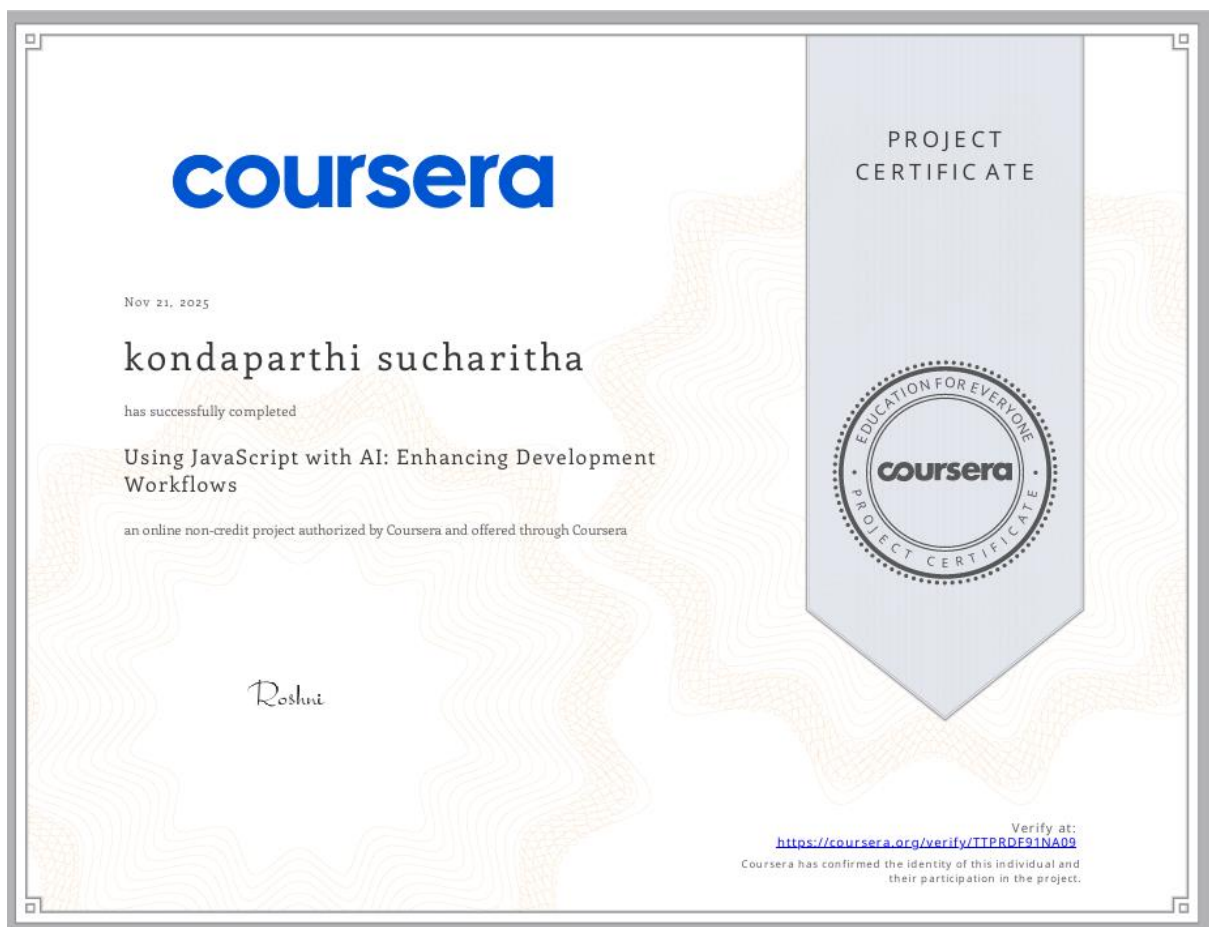 coursera
PROJECT
CERTIFICATE
Nov 21, 2025
kondaparthi sucharitha
has successfully completed
Using JavaScript with AI: Enhancing Development
Workflows
an online non-credit project authorized by Coursera and offered through Coursera
EDUCATION FOR EVERYONE
coursera
PROJECT CERTIFICATE
Roshni
Verify at:
https://coursera.org/verify/TTPRDF91NA09
Coursera has confirmed the identity of this individual and
their participation in the project.